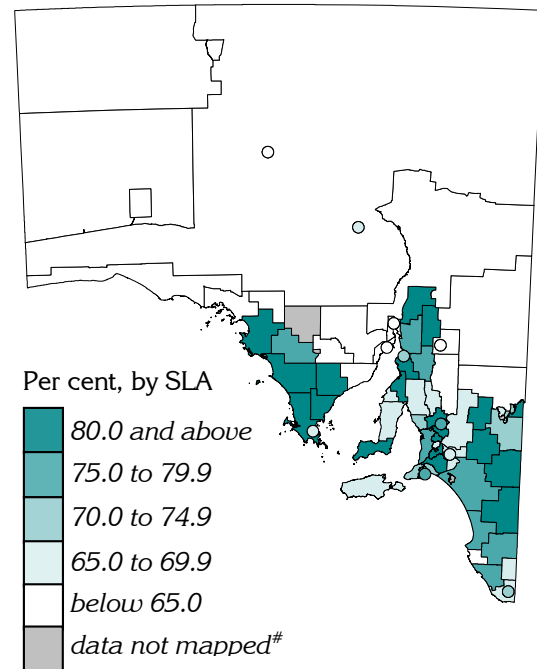 Per cent, by SLA
80.0 and above
75.0 to 79.9
70.0 to 74.9
65.0 to 69.9
below 65.0
data not mapped#